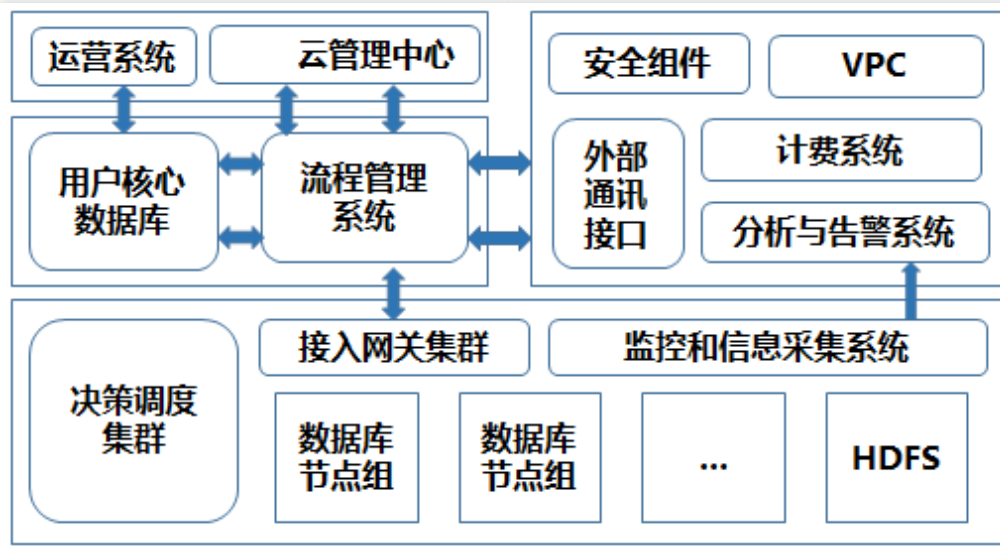 运营系统
云管理中心
安全组件
VPC
用户核心
数据库
流程管理
系统
外部
通讯
接口
计费系统
分析与告警系统
决策调度
集群
接入网关集群
监控和信息采集系统
数据库
节点组
数据库
节点组
...
HDFS